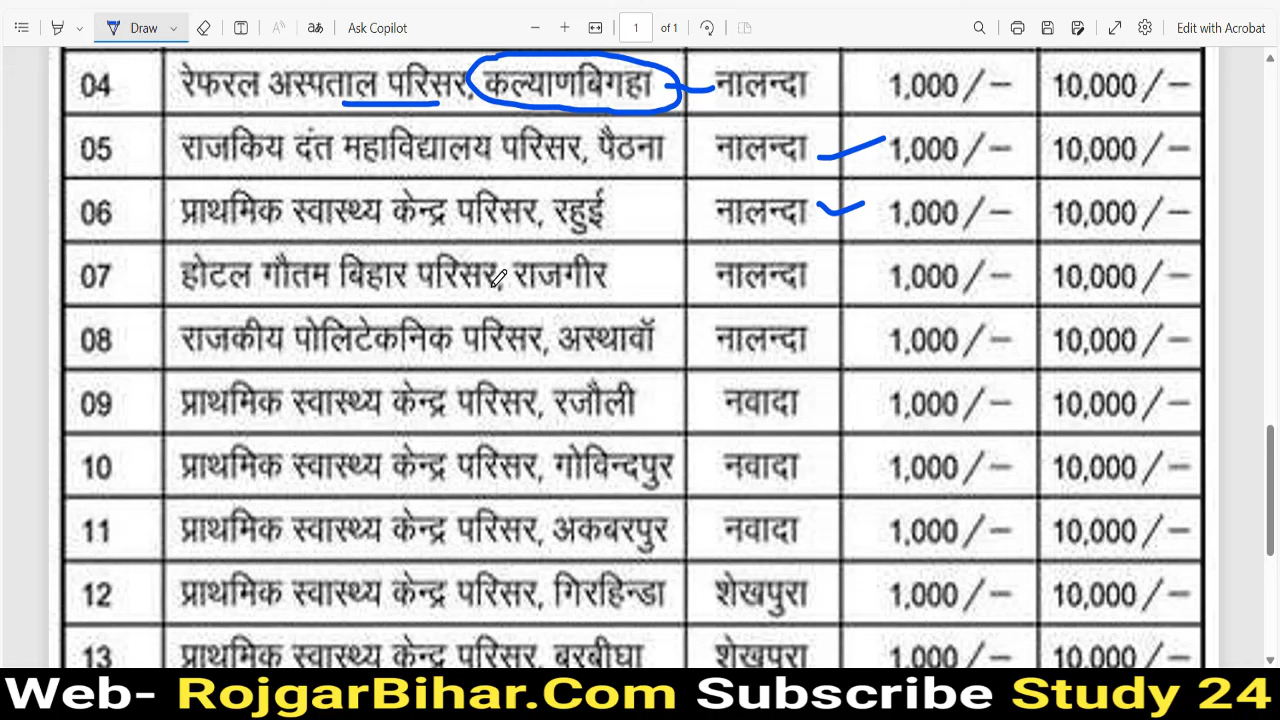 Draw aあ Ask Copilot 1 of 1 Edit with Acrobat
04 रेफरल अस्पताल परिसर, कल्याणबिगहा नालन्दा 1,000/– 10,000/–
05 राजकिय दंत महाविद्यालय परिसर, पैठना नालन्दा 1,000/– 10,000/–
06 प्राथमिक स्वास्थ्य केन्द्र परिसर, रहुई नालन्दा 1,000/– 10,000/–
07 होटल गौतम बिहार परिसर, राजगीर नालन्दा 1,000/– 10,000/–
08 राजकीय पोलिटेकनिक परिसर, अस्थावॉ नालन्दा 1,000/– 10,000/–
09 प्राथमिक स्वास्थ्य केन्द्र परिसर, रजौली नवादा 1,000/– 10,000/–
10 प्राथमिक स्वास्थ्य केन्द्र परिसर, गोविन्दपुर नवादा 1,000/– 10,000/–
11 प्राथमिक स्वास्थ्य केन्द्र परिसर, अकबरपुर नवादा 1,000/– 10,000/–
12 प्राथमिक स्वास्थ्य केन्द्र परिसर, गिरहिन्डा शेखपुरा 1,000/– 10,000/–
13 प्राथमिक स्वास्थ्य केन्द्र परिसर, बरबीघा शेखपुरा 1,000/– 10,000/–
Web- RojgarBihar.Com Subscribe Study 24